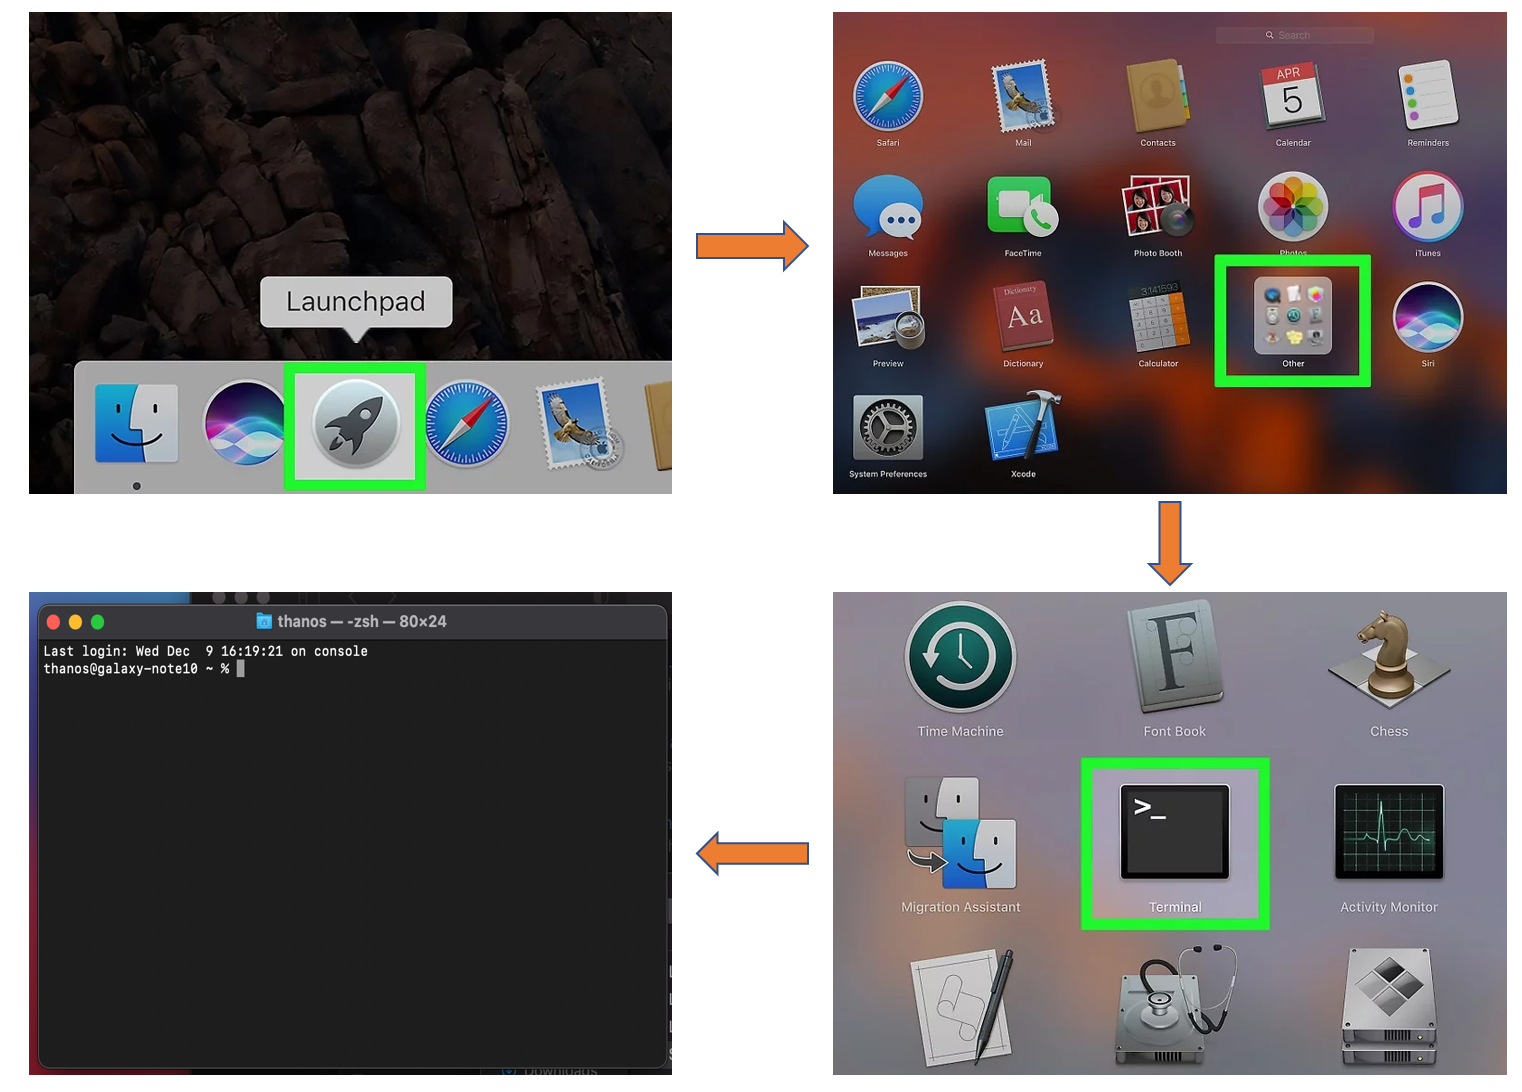 Launchpad
Search
APR
5
Safari
Mail
Contacts
Calendar
Reminders
Messages
FaceTime
Photo Booth
Photos
iTunes
Dictionary
Aa
3.141593
Preview
Dictionary
Calculator
Other
Siri
System Preferences
Xcode
F
Time Machine
Font Book
Chess
>_
Migration Assistant
Terminal
Activity Monitor
thanos — -zsh — 80×24
Last login: Wed Dec  9 16:19:21 on console
thanos@galaxy-note10 ~ %
Downloads